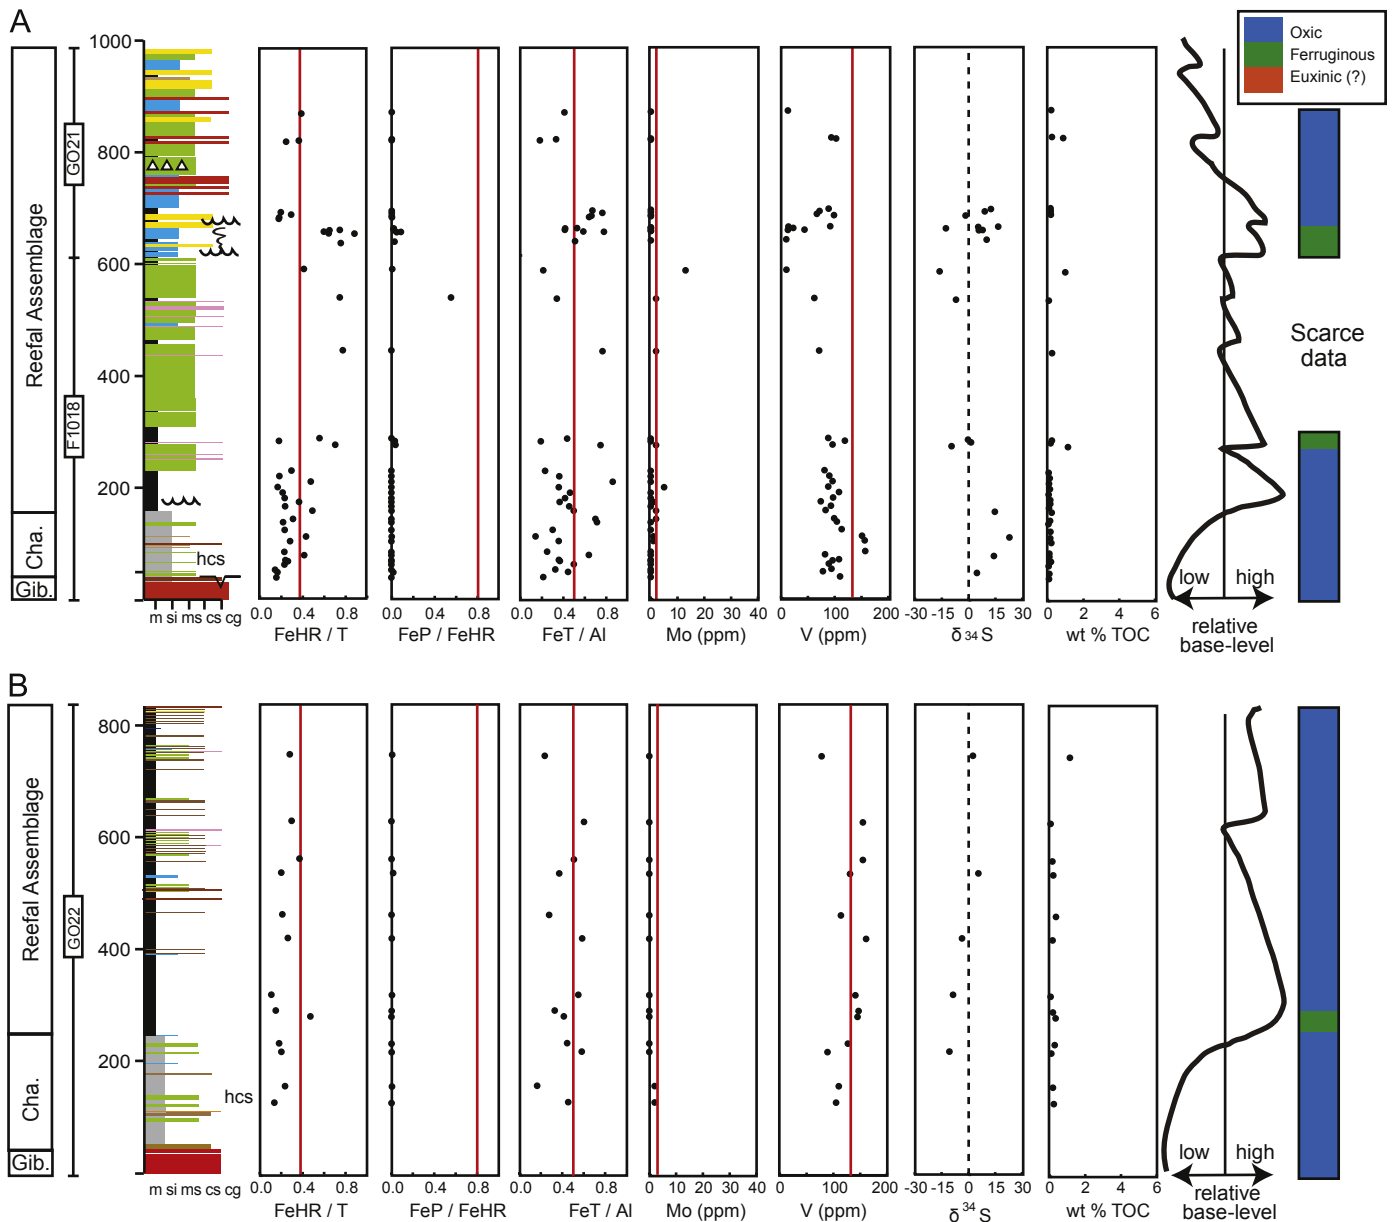 A
Oxic
Ferruginous
Euxinic (?)
1000
800
600
400
200
0
Reefal Assemblage
Cha.
Gib.
GO21
F1018
hcs
m si ms cs cg
0.0 0.4 0.8
FeHR / T
0.0 0.4 0.8
FeP / FeHR
0.0 0.4 0.8
FeT / Al
0 10 20 30 40
Mo (ppm)
0 100 200
V (ppm)
-30 -15 0 15 30
δ 34 S
0 2 4 6
wt % TOC
low high
relative
base-level
Scarce
data
B
800
600
400
200
0
Reefal Assemblage
Cha.
Gib.
GO22
hcs
m si ms cs cg
0.0 0.4 0.8
FeHR / T
0.0 0.4 0.8
FeP / FeHR
0.0 0.4 0.8
FeT / Al
0 10 20 30 40
Mo (ppm)
0 100 200
V (ppm)
-30 -15 0 15 30
δ 34 S
0 2 4 6
wt % TOC
low high
relative
base-level